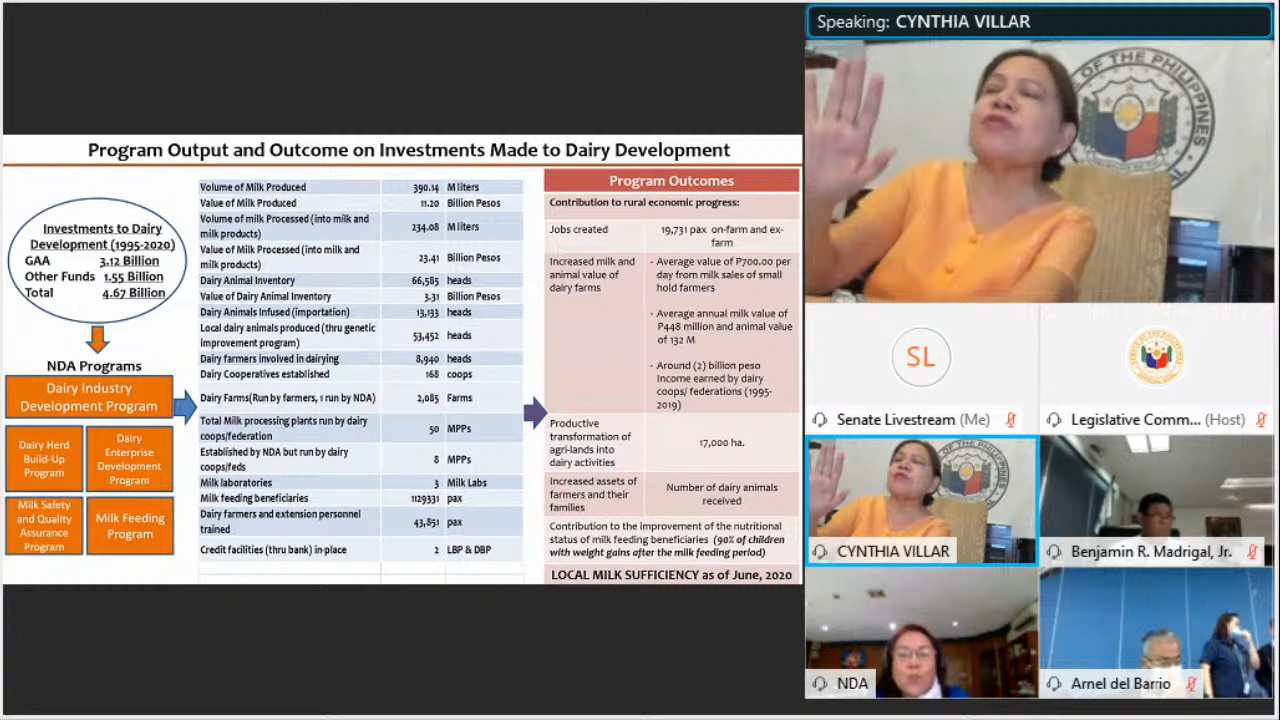 Speaking: CYNTHIA VILLAR
OF THE PHILIPPINES
Program Output and Outcome on Investments Made to Dairy Development
Investments to Dairy
Development (1995-2020)
GAA 3.12 Billion
Other Funds 1.55 Billion
Total 4.67 Billion
NDA Programs
Dairy Industry
Development Program
Dairy Herd
Build-Up
Program
Dairy
Enterprise
Development
Program
Milk Safety
and Quality
Assurance
Program
Milk Feeding
Program
Volume of Milk Produced 390.14 M liters
Value of Milk Produced 11.20 Billion Pesos
Volume of milk Processed (into milk and
milk products) 234.08 M liters
Value of Milk Processed (into milk and
milk products) 23.41 Billion Pesos
Dairy Animal Inventory 66,585 heads
Value of Dairy Animal Inventory 3.31 Billion Pesos
Dairy Animals Infused (importation) 13,133 heads
Local dairy animals produced (thru genetic
improvement program) 53,452 heads
Dairy farmers involved in dairying 8,940 heads
Dairy Cooperatives established 168 coops
Dairy Farms(Run by farmers, 1 run by NDA) 2,085 Farms
Total Milk processing plants run by dairy
coops/federation 50 MPPs
Established by NDA but run by dairy
coops/feds 8 MPPs
Milk laboratories 3 Milk Labs
Milk feeding beneficiaries 1129331 pax
Dairy farmers and extension personnel
trained 43,851 pax
Credit facilities (thru bank) in-place 2 LBP & DBP
Program Outcomes
Contribution to rural economic progress:
Jobs created 19,731 pax on-farm and ex-
farm
Increased milk and
animal value of
dairy farms
- Average value of P700.00 per
day from milk sales of small
hold farmers
- Average annual milk value of
P448 million and animal value
of 132 M
- Around (2) billion peso
Income earned by dairy
coops/ federations (1995-
2019)
Productive
transformation of
agri-lands into
dairy activities
17,000 ha.
Increased assets of
farmers and their
families
Number of dairy animals
received
Contribution to the improvement of the nutritional
status of milk feeding beneficiaries (90% of children
with weight gains after the milk feeding period)
LOCAL MILK SUFFICIENCY as of June, 2020
SL
Senate Livestream (Me)
Legislative Comm... (Host)
CYNTHIA VILLAR
Benjamin R. Madrigal, Jr.
NDA
Arnel del Barrio